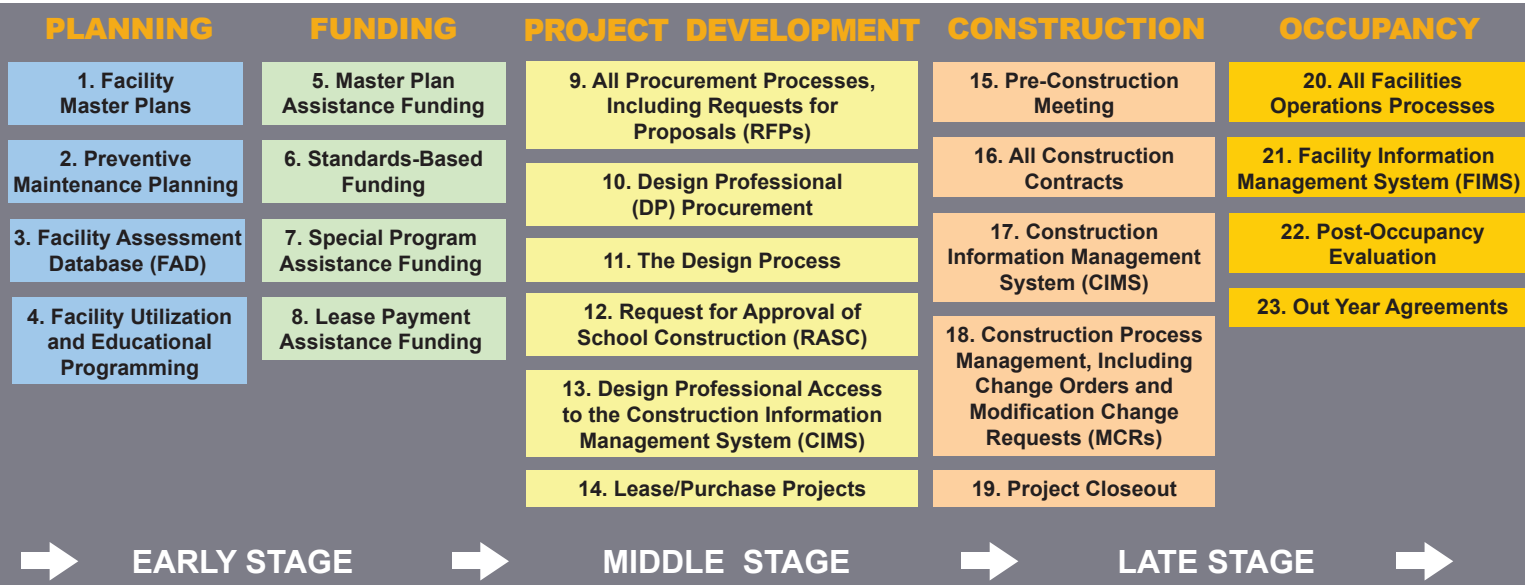 PLANNING
1. Facility
Master Plans
2. Preventive
Maintenance Planning
3. Facility Assessment
Database (FAD)
4. Facility Utilization
and Educational
Programming
FUNDING
5. Master Plan
Assistance Funding
6. Standards-Based
Funding
7. Special Program
Assistance Funding
8. Lease Payment
Assistance Funding
PROJECT DEVELOPMENT
9. All Procurement Processes,
Including Requests for
Proposals (RFPs)
10. Design Professional
(DP) Procurement
11. The Design Process
12. Request for Approval of
School Construction (RASC)
13. Design Professional Access
to the Construction Information
Management System (CIMS)
14. Lease/Purchase Projects
CONSTRUCTION
15. Pre-Construction
Meeting
16. All Construction
Contracts
17. Construction
Information Management
System (CIMS)
18. Construction Process
Management, Including
Change Orders and
Modification Change
Requests (MCRs)
19. Project Closeout
OCCUPANCY
20. All Facilities
Operations Processes
21. Facility Information
Management System (FIMS)
22. Post-Occupancy
Evaluation
23. Out Year Agreements
EARLY STAGE
MIDDLE STAGE
LATE STAGE